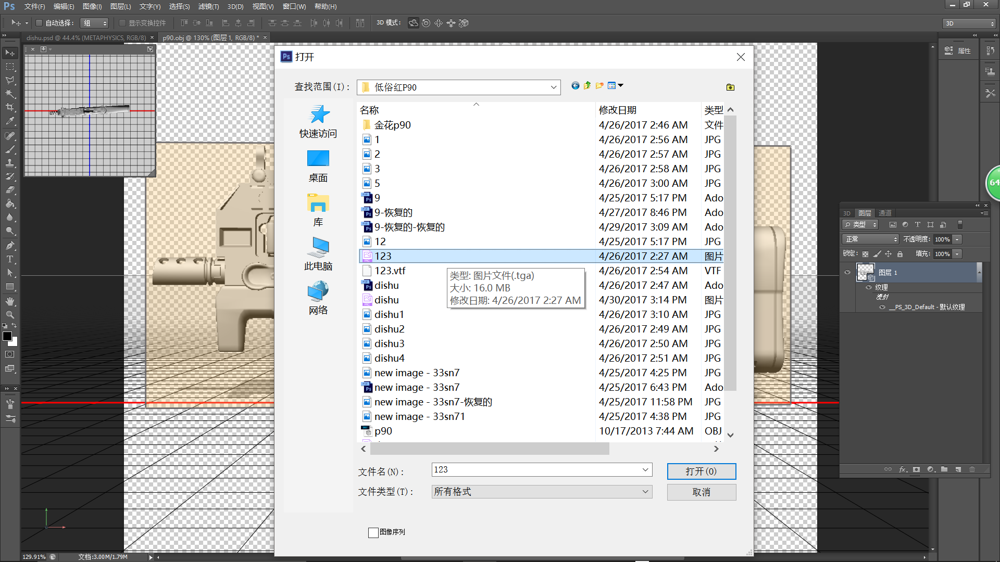 Ps 文件(F) 编辑(E) 图像(I) 图层(L) 文字(Y) 选择(S) 滤镜(T) 3D(D) 视图(V) 窗口(W) 帮助(H)
自动选择: 组 显示变换控件 3D 模式: 3D
dishu.psd @ 44.4% (METAPHYSICS, RGB/8) × p90.obj @ 130% (图层 1, RGB/8) * ×
Ps 打开
查找范围(I): 低俗红P90
快速访问
桌面
库
此电脑
网络
名称 修改日期 类型
金花p90 4/26/2017 2:46 AM 文件
1 4/26/2017 2:56 AM JPG
2 4/26/2017 2:57 AM JPG
3 4/26/2017 2:58 AM JPG
5 4/26/2017 3:00 AM JPG
9 4/25/2017 5:17 PM Ado
9-恢复的 4/27/2017 8:46 PM Ado
9-恢复的-恢复的 4/29/2017 3:09 AM Ado
12 4/25/2017 5:17 PM JPG
123 4/26/2017 2:27 AM 图片
123.vtf 4/26/2017 2:54 AM VTF
dishu 4/26/2017 2:47 AM Ado
dishu 4/30/2017 3:14 PM 图片
dishu1 4/26/2017 3:10 AM JPG
dishu2 4/26/2017 2:49 AM JPG
dishu3 4/26/2017 2:50 AM JPG
dishu4 4/26/2017 2:51 AM JPG
new image - 33sn7 4/25/2017 4:25 PM JPG
new image - 33sn7 4/25/2017 6:43 PM Ado
new image - 33sn7-恢复的 4/25/2017 11:58 PM JPG
new image - 33sn71 4/25/2017 4:38 PM JPG
p90 10/17/2013 7:44 AM OBJ
类型: 图片文件(.tga)
大小: 16.0 MB
修改日期: 4/26/2017 2:27 AM
文件名(N): 123 打开(O)
文件类型(T): 所有格式 取消
图像序列
属性
64
3D 图层 通道
类型
正常 不透明度: 100%
锁定: 填充: 100%
图层 1
纹理
漫射
__PS_3D_Default - 默认纹理
fx
129.91% 文档:3.00M/1.79M